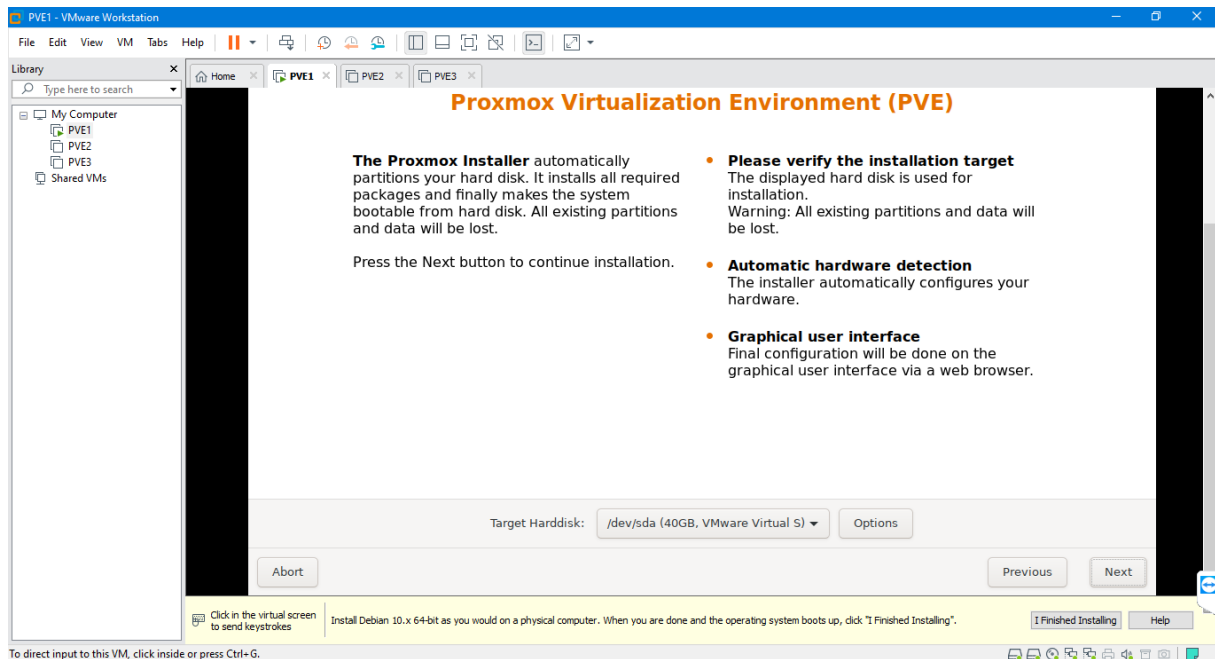 PVE1 - VMware Workstation
File Edit View VM Tabs Help
Library
Type here to search
My Computer
PVE1
PVE2
PVE3
Shared VMs
Home PVE1 PVE2 PVE3
Proxmox Virtualization Environment (PVE)
The Proxmox Installer automatically
partitions your hard disk. It installs all required
packages and finally makes the system
bootable from hard disk. All existing partitions
and data will be lost.
Press the Next button to continue installation.
Please verify the installation target
The displayed hard disk is used for
installation.
Warning: All existing partitions and data will
be lost.
Automatic hardware detection
The installer automatically configures your
hardware.
Graphical user interface
Final configuration will be done on the
graphical user interface via a web browser.
Target Harddisk: /dev/sda (40GB, VMware Virtual S) Options
Abort Previous Next
Click in the virtual screen
to send keystrokes
Install Debian 10.x 64-bit as you would on a physical computer. When you are done and the operating system boots up, click "I Finished Installing".
I Finished Installing Help
To direct input to this VM, click inside or press Ctrl+G.